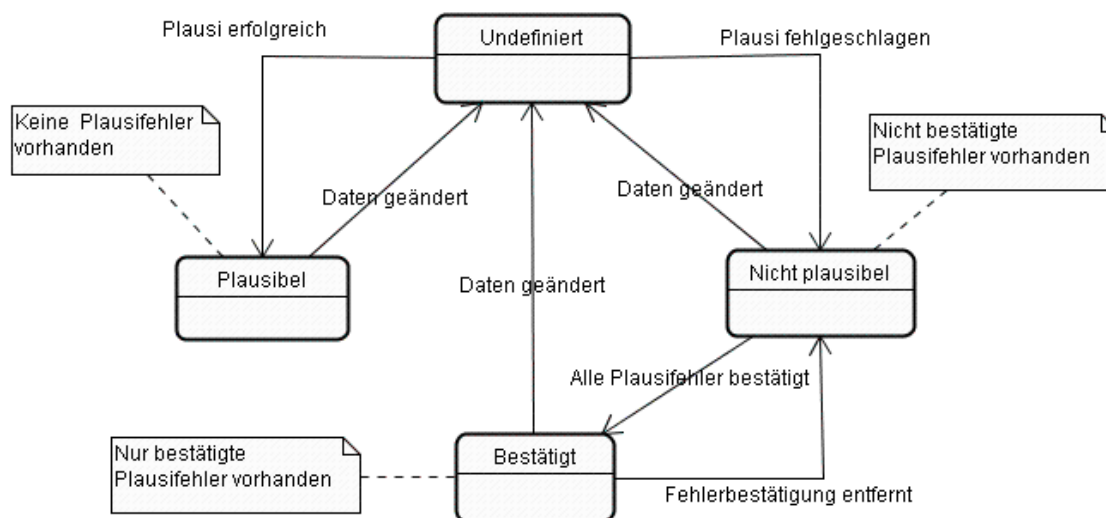 Plausi erfolgreich
Undefiniert
Plausi fehlgeschlagen
Keine Plausifehler
vorhanden
Nicht bestätigte
Plausifehler vorhanden
Daten geändert
Daten geändert
Plausibel
Daten geändert
Nicht plausibel
Alle Plausifehler bestätigt
Nur bestätigte
Plausifehler vorhanden
Bestätigt
Fehlerbestätigung entfernt